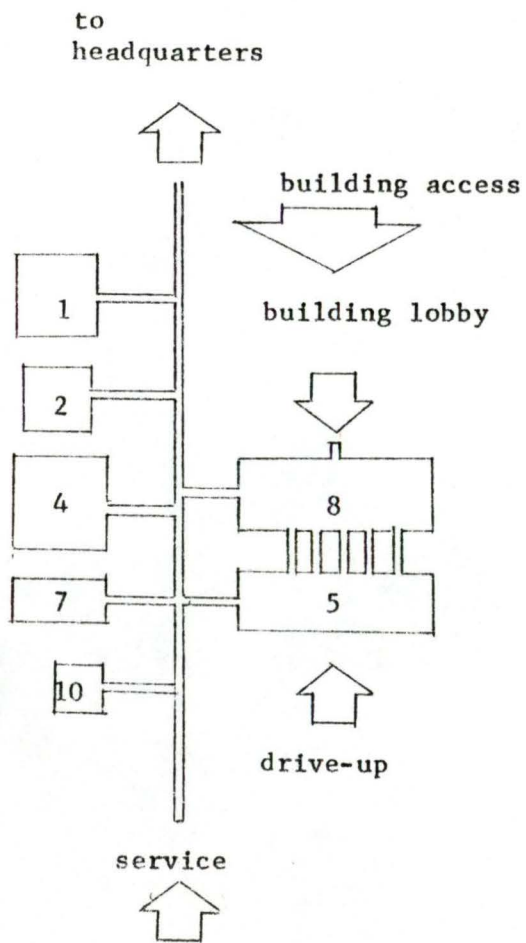 to
headquarters
building access
1
building lobby
2
4
8
7
5
10
drive-up
service